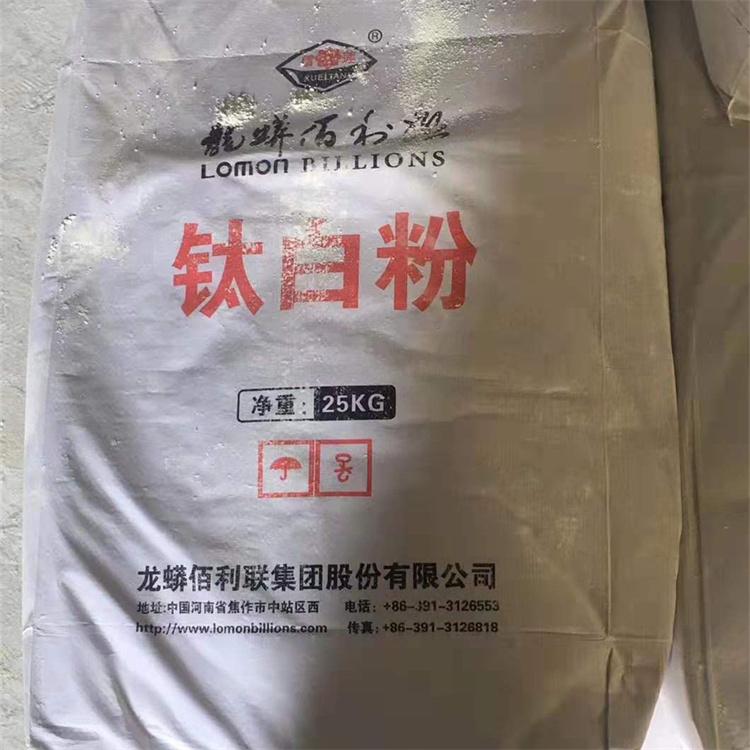 ®
XUELIAN
龍蟒佰利联
LOMON BILLIONS
钛白粉
净重: 25KG
龙蟒佰利联集团股份有限公司
地址:中国河南省焦作市中站区西 电话: +86-391-3126553
http://www.lomonbillions.com 传真: +86-391-3126818